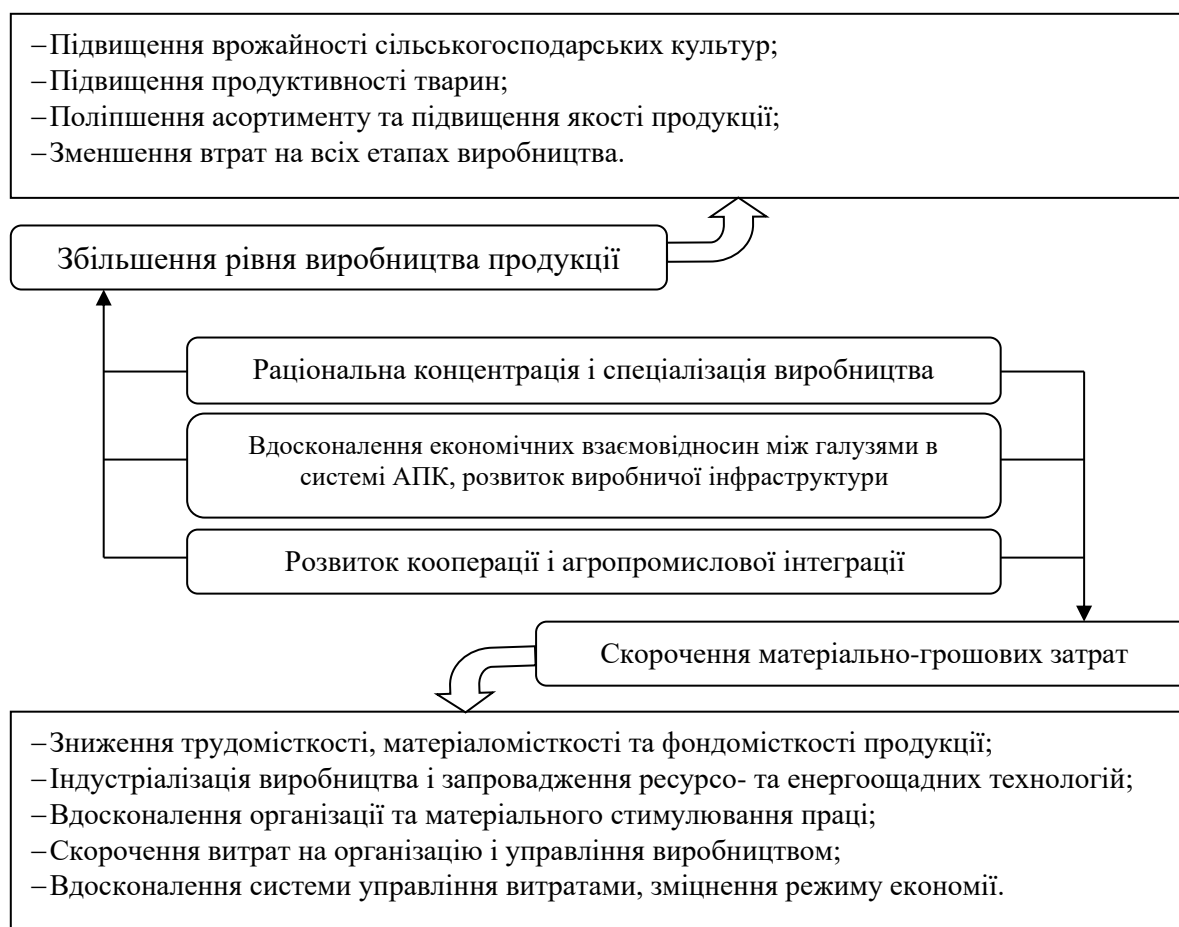 –Підвищення врожайності сільськогосподарських культур;
–Підвищення продуктивності тварин;
–Поліпшення асортименту та підвищення якості продукції;
–Зменшення втрат на всіх етапах виробництва.
Збільшення рівня виробництва продукції
Раціональна концентрація і спеціалізація виробництва
Вдосконалення економічних взаємовідносин між галузями в
системі АПК, розвиток виробничої інфраструктури
Розвиток кооперації і агропромислової інтеграції
Скорочення матеріально-грошових затрат
–Зниження трудомісткості, матеріаломісткості та фондомісткості продукції;
–Індустріалізація виробництва і запровадження ресурсо- та енергоощадних технологій;
–Вдосконалення організації та матеріального стимулювання праці;
–Скорочення витрат на організацію і управління виробництвом;
–Вдосконалення системи управління витратами, зміцнення режиму економії.